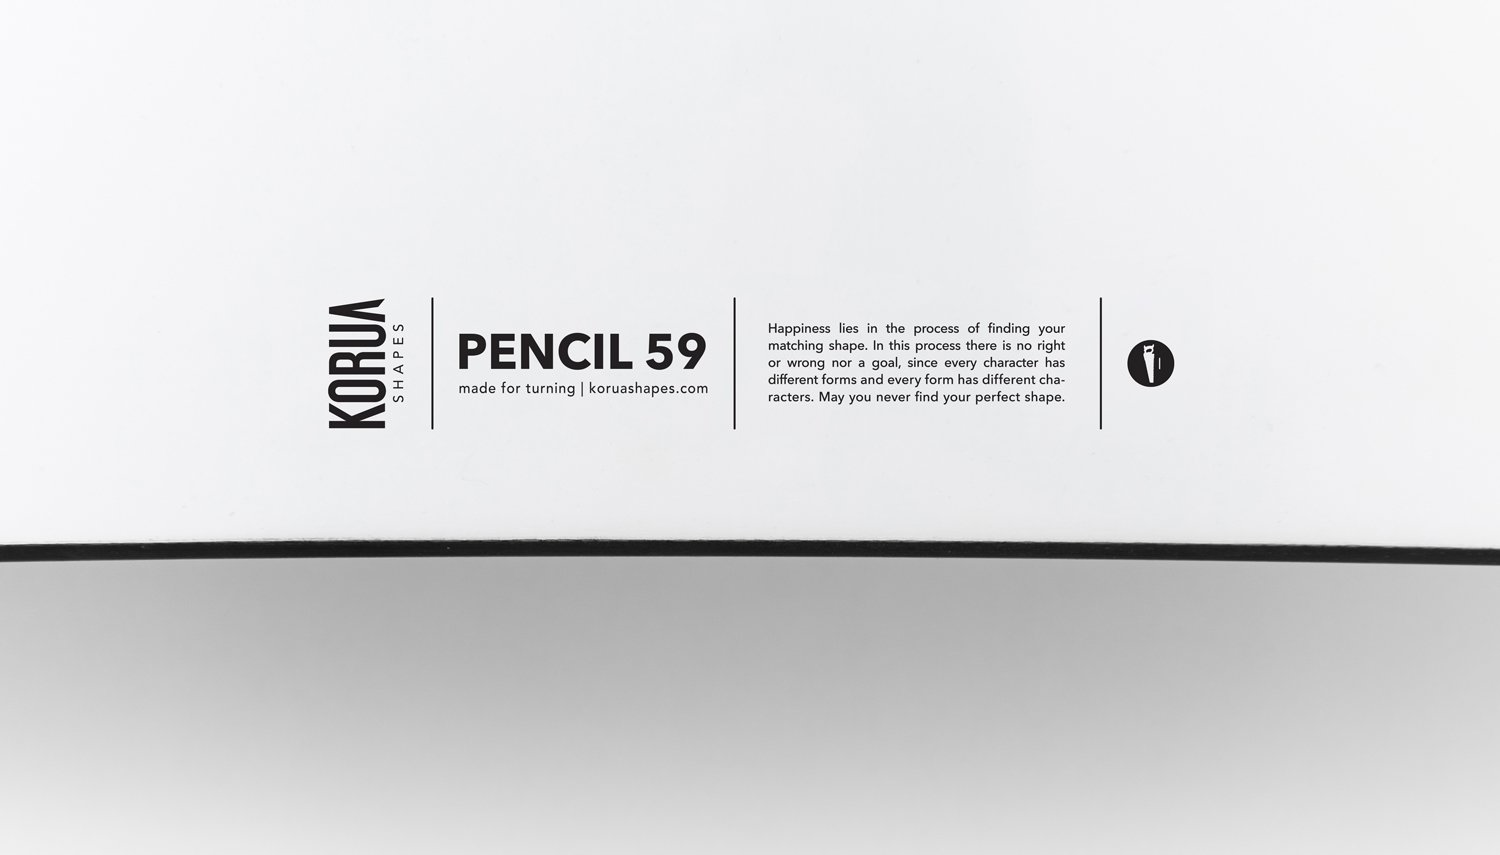 KORUA
SHAPES
PENCIL 59
made for turning | koruashapes.com
Happiness lies in the process of finding your
matching shape. In this process there is no right
or wrong nor a goal, since every character has
different forms and every form has different cha-
racters. May you never find your perfect shape.